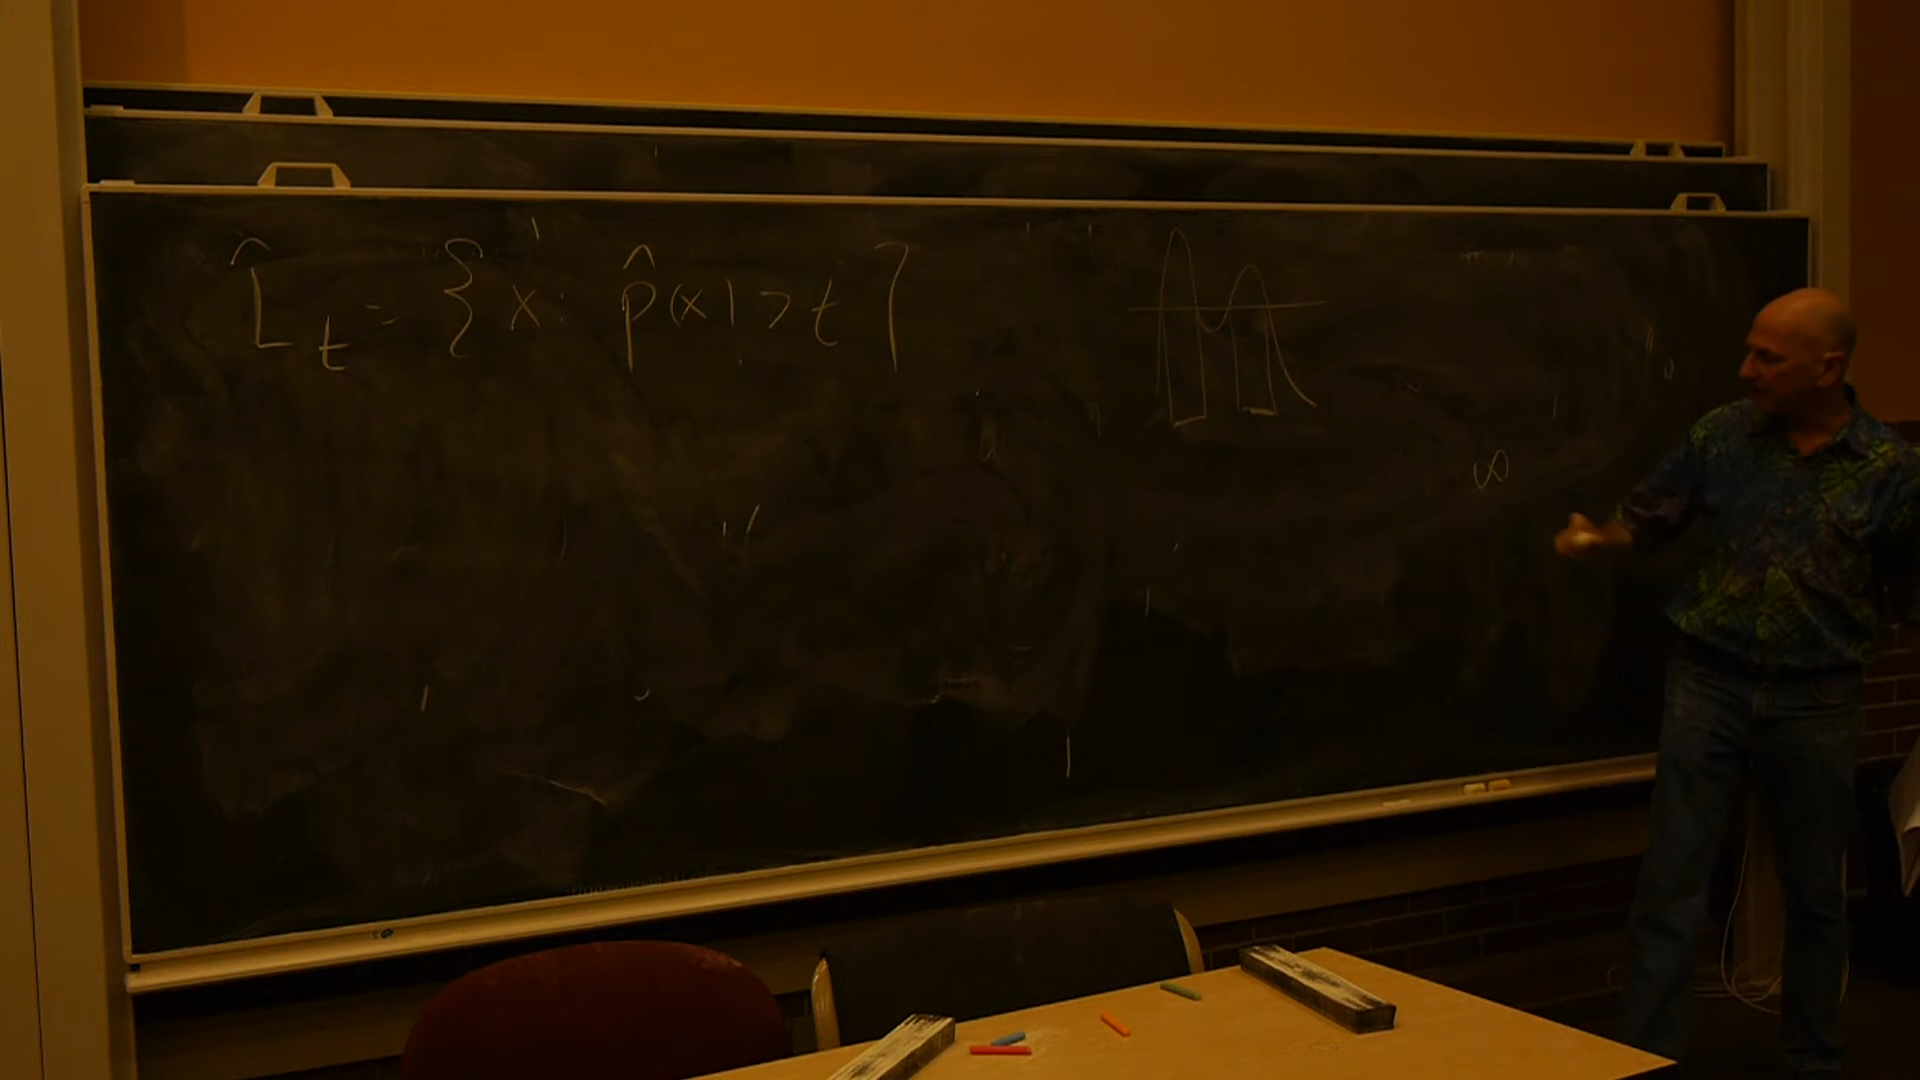 L̂_t = { x: p̂(x) > t }
∞